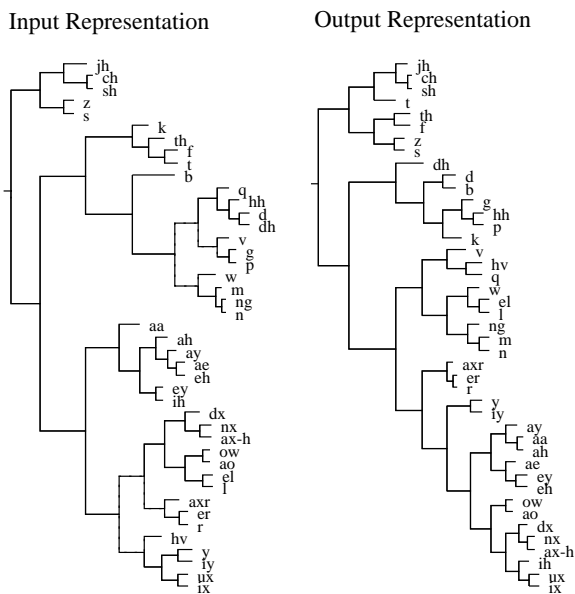 Input Representation
jh
ch
sh
z
s
k
th
f
t
b
q
hh
d
dh
v
g
p
w
m
ng
n
aa
ah
ay
ae
eh
ey
ih
dx
nx
ax-h
ow
ao
el
l
axr
er
r
hv
y
iy
ux
ix
Output Representation
jh
ch
sh
t
th
f
z
s
dh
d
b
g
hh
p
k
v
hv
q
w
el
l
ng
m
n
axr
er
r
y
iy
ay
aa
ah
ae
ey
eh
ow
ao
dx
nx
ax-h
ih
ux
ix